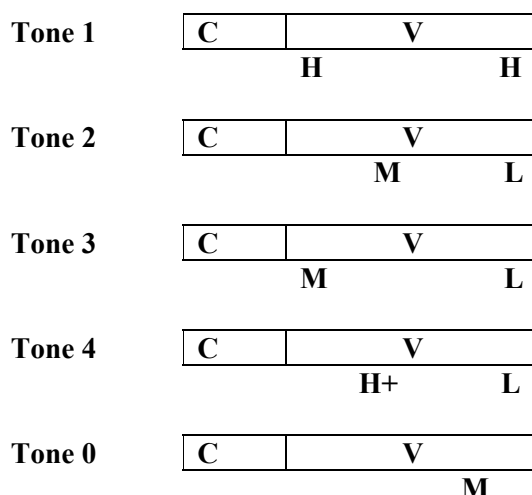 Tone 1 C V
H H
Tone 2 C V
M L
Tone 3 C V
M L
Tone 4 C V
H+ L
Tone 0 C V
M